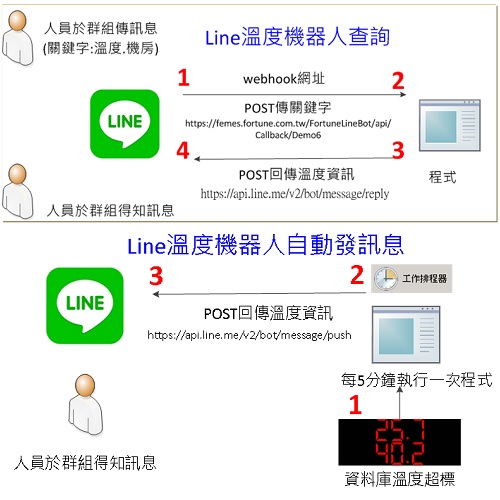 人員於群組傳訊息
(關鍵字:溫度.機房)
Line溫度機器人查詢
1
webhook網址
2
POST傳關鍵字
https://femes.fortune.com.tw/FortuneLineBot/api/
Callback/Demo6
LINE
4
3
POST回傳溫度資訊
https://api.line.me/v2/bot/message/reply
程式
人員於群組得知訊息
Line溫度機器人自動發訊息
3
2
工作排程器
LINE
POST回傳溫度資訊
https://api.line.me/v2/bot/message/push
每5分鐘執行一次程式
1
人員於群組得知訊息
40.2
資料庫溫度超標